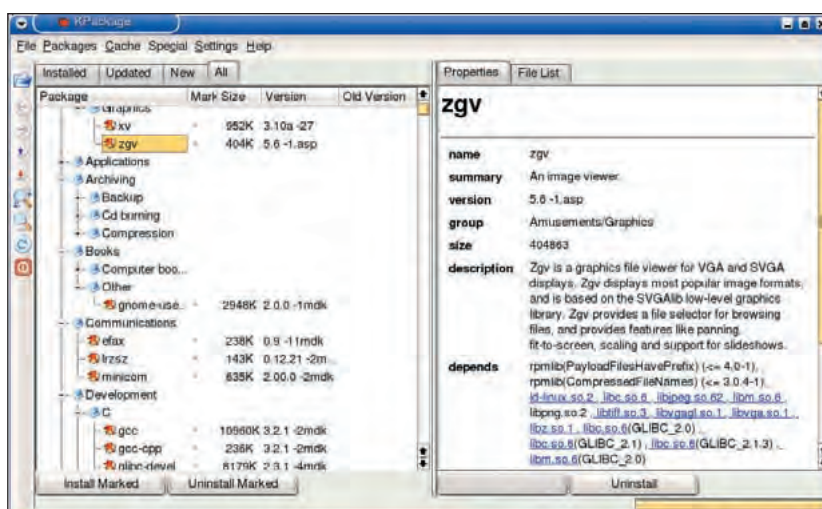 KPackage
File Packages Cache Special Settings Help
Installed Updated New All
Package Mark Size Version Old Version
Graphics
xv 952K 3.10a -27
zgv 404K 5.6 -1.asp
Applications
Archiving
Backup
Cd burning
Compression
Books
Computer boo...
Other
gnome-use... 2948K 2.0.0 -1mdk
Communications
efax 238K 0.9 -11mdk
lrzsz 143K 0.12.21 -2m...
minicom 635K 2.00.0 -2mdk
Development
C
gcc 10960K 3.2.1 -2mdk
gcc-cpp 236K 3.2.1 -2mdk
glibc-devel 8179K 2.3.1 -4mdk
Install Marked Uninstall Marked
Properties File List
zgv
name zgv
summary An image viewer.
version 5.6 -1.asp
group Amusements/Graphics
size 404863
description Zgv is a graphics file viewer for VGA and SVGA
displays. Zgv displays most popular image formats,
and is based on the SVGAlib low-level graphics
library. Zgv provides a file selector for browsing
files, and provides features like panning,
fit-to-screen, scaling and support for slideshows.
depends rpmlib(PayloadFilesHavePrefix) (<= 4.0-1),
rpmlib(CompressedFileNames) (<= 3.0.4-1),
ld-linux.so.2 , libc.so.6 , libjpeg.so.62 , libm.so.6 ,
libpng.so.2 , libtiff.so.3 , libvgagl.so.1 , libvga.so.1 ,
libz.so.1 , libc.so.6(GLIBC_2.0) ,
libc.so.6(GLIBC_2.1) , libc.so.6(GLIBC_2.1.3) ,
libm.so.6(GLIBC_2.0)
Uninstall